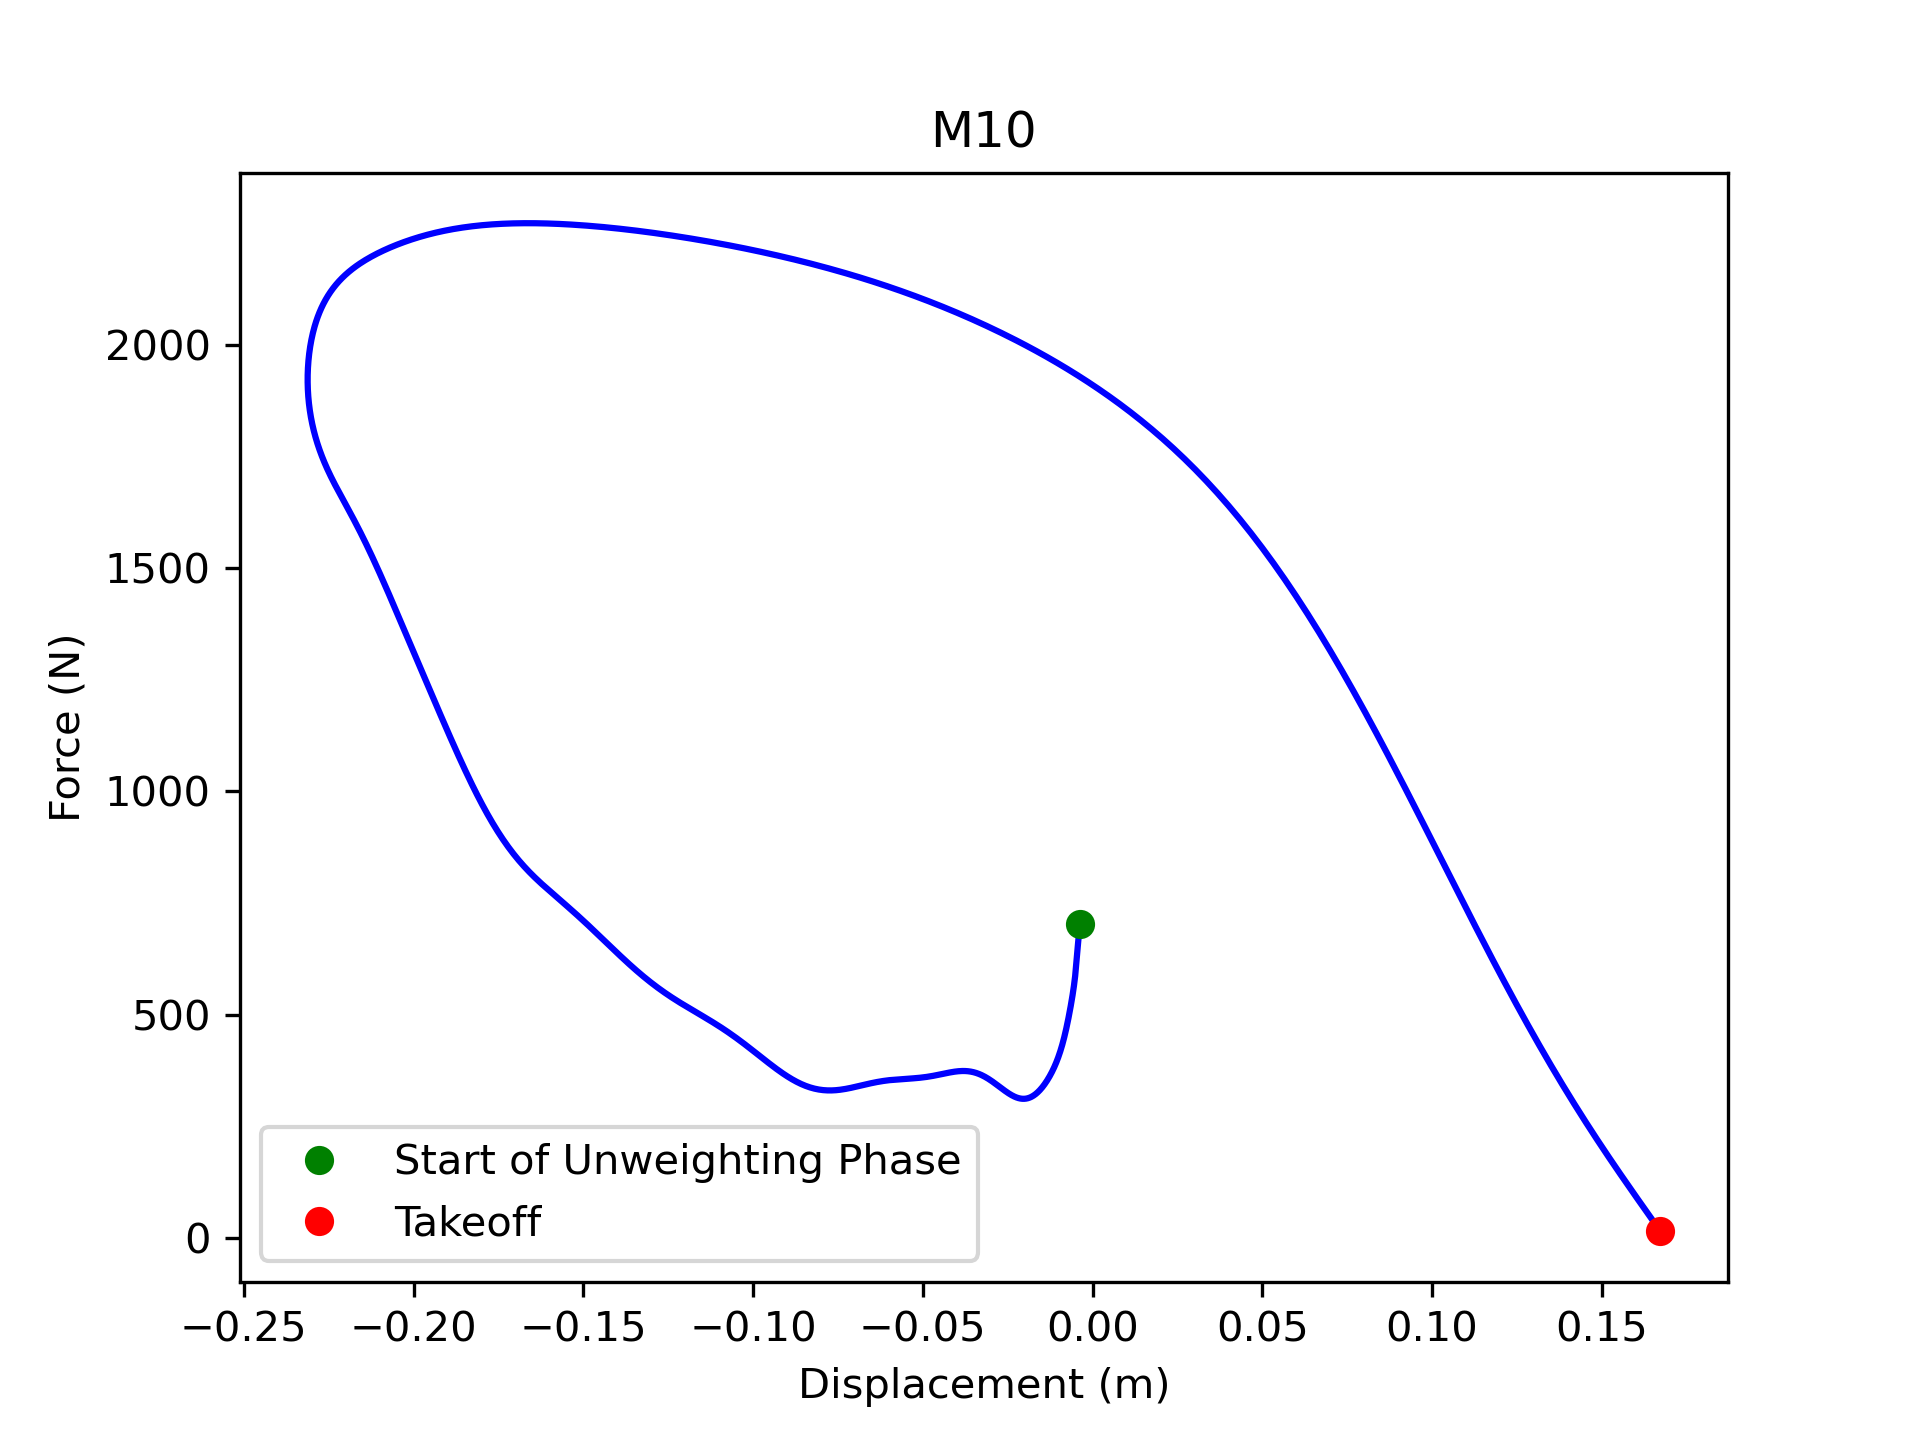 M10
Force (N)
2000
1500
1000
500
0
Start of Unweighting Phase
Takeoff
−0.25 −0.20 −0.15 −0.10 −0.05 0.00 0.05 0.10 0.15
Displacement (m)